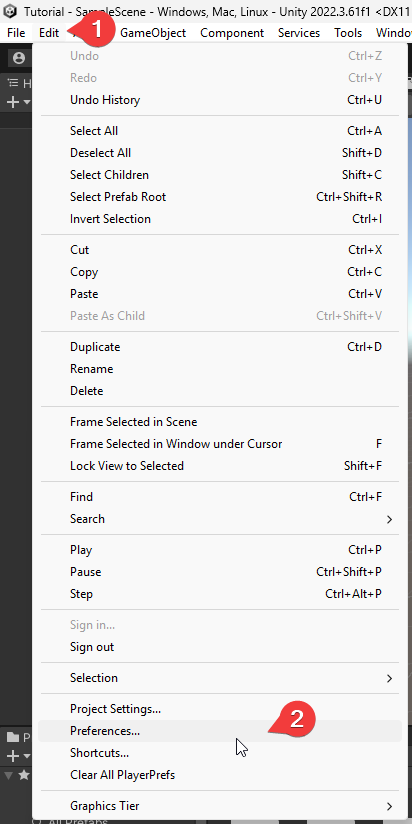 Tutorial - SampleScene - Windows, Mac, Linux - Unity 2022.3.61f1 <DX11
File Edit GameObject Component Services Tools Windo
1
Undo Ctrl+Z
Redo Ctrl+Y
Undo History Ctrl+U
Select All Ctrl+A
Deselect All Shift+D
Select Children Shift+C
Select Prefab Root Ctrl+Shift+R
Invert Selection Ctrl+I
Cut Ctrl+X
Copy Ctrl+C
Paste Ctrl+V
Paste As Child Ctrl+Shift+V
Duplicate Ctrl+D
Rename
Delete
Frame Selected in Scene
Frame Selected in Window under Cursor F
Lock View to Selected Shift+F
Find Ctrl+F
Search
Play Ctrl+P
Pause Ctrl+Shift+P
Step Ctrl+Alt+P
Sign in...
Sign out
Selection
Project Settings...
Preferences...
2
Shortcuts...
Clear All PlayerPrefs
Graphics Tier
All Prefabs